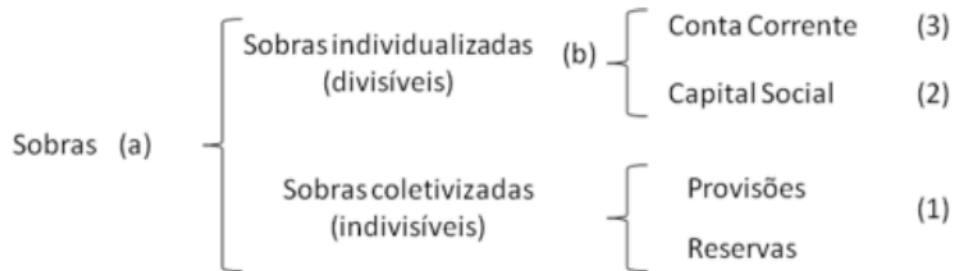 Sobras (a)
Sobras individualizadas
(divisíveis)
(b)
Conta Corrente (3)
Capital Social (2)
Sobras coletivizadas
(indivisíveis)
Provisões
Reservas
(1)